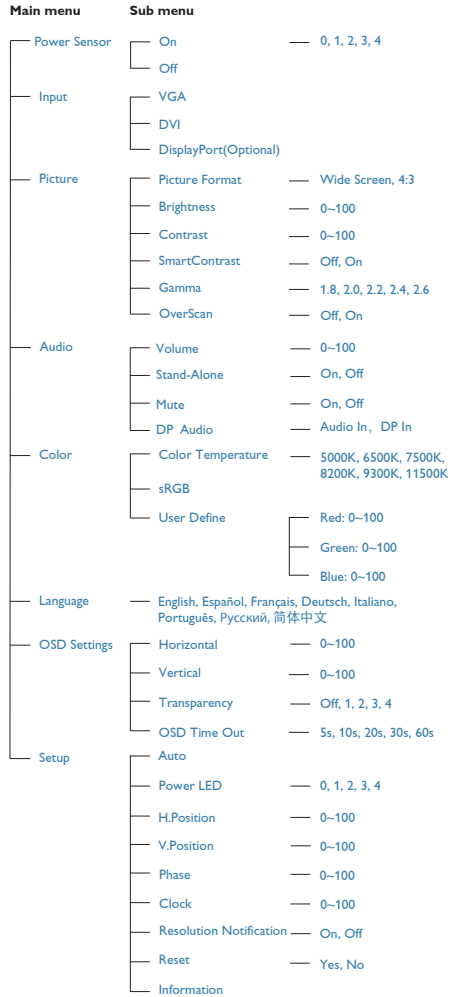 Main menu Sub menu
Power Sensor On 0, 1, 2, 3, 4
Off
Input VGA
DVI
DisplayPort(Optional)
Picture Picture Format Wide Screen, 4:3
Brightness 0~100
Contrast 0~100
SmartContrast Off, On
Gamma 1.8, 2.0, 2.2, 2.4, 2.6
OverScan Off, On
Audio Volume 0~100
Stand-Alone On, Off
Mute On, Off
DP Audio Audio In，DP In
Color Color Temperature 5000K, 6500K, 7500K,
8200K, 9300K, 11500K
sRGB
User Define Red: 0~100
Green: 0~100
Blue: 0~100
Language English, Español, Français, Deutsch, Italiano,
Português, Русский, 简体中文
OSD Settings Horizontal 0~100
Vertical 0~100
Transparency Off, 1, 2, 3, 4
OSD Time Out 5s, 10s, 20s, 30s, 60s
Setup Auto
Power LED 0, 1, 2, 3, 4
H.Position 0~100
V.Position 0~100
Phase 0~100
Clock 0~100
Resolution Notification On, Off
Reset Yes, No
Information